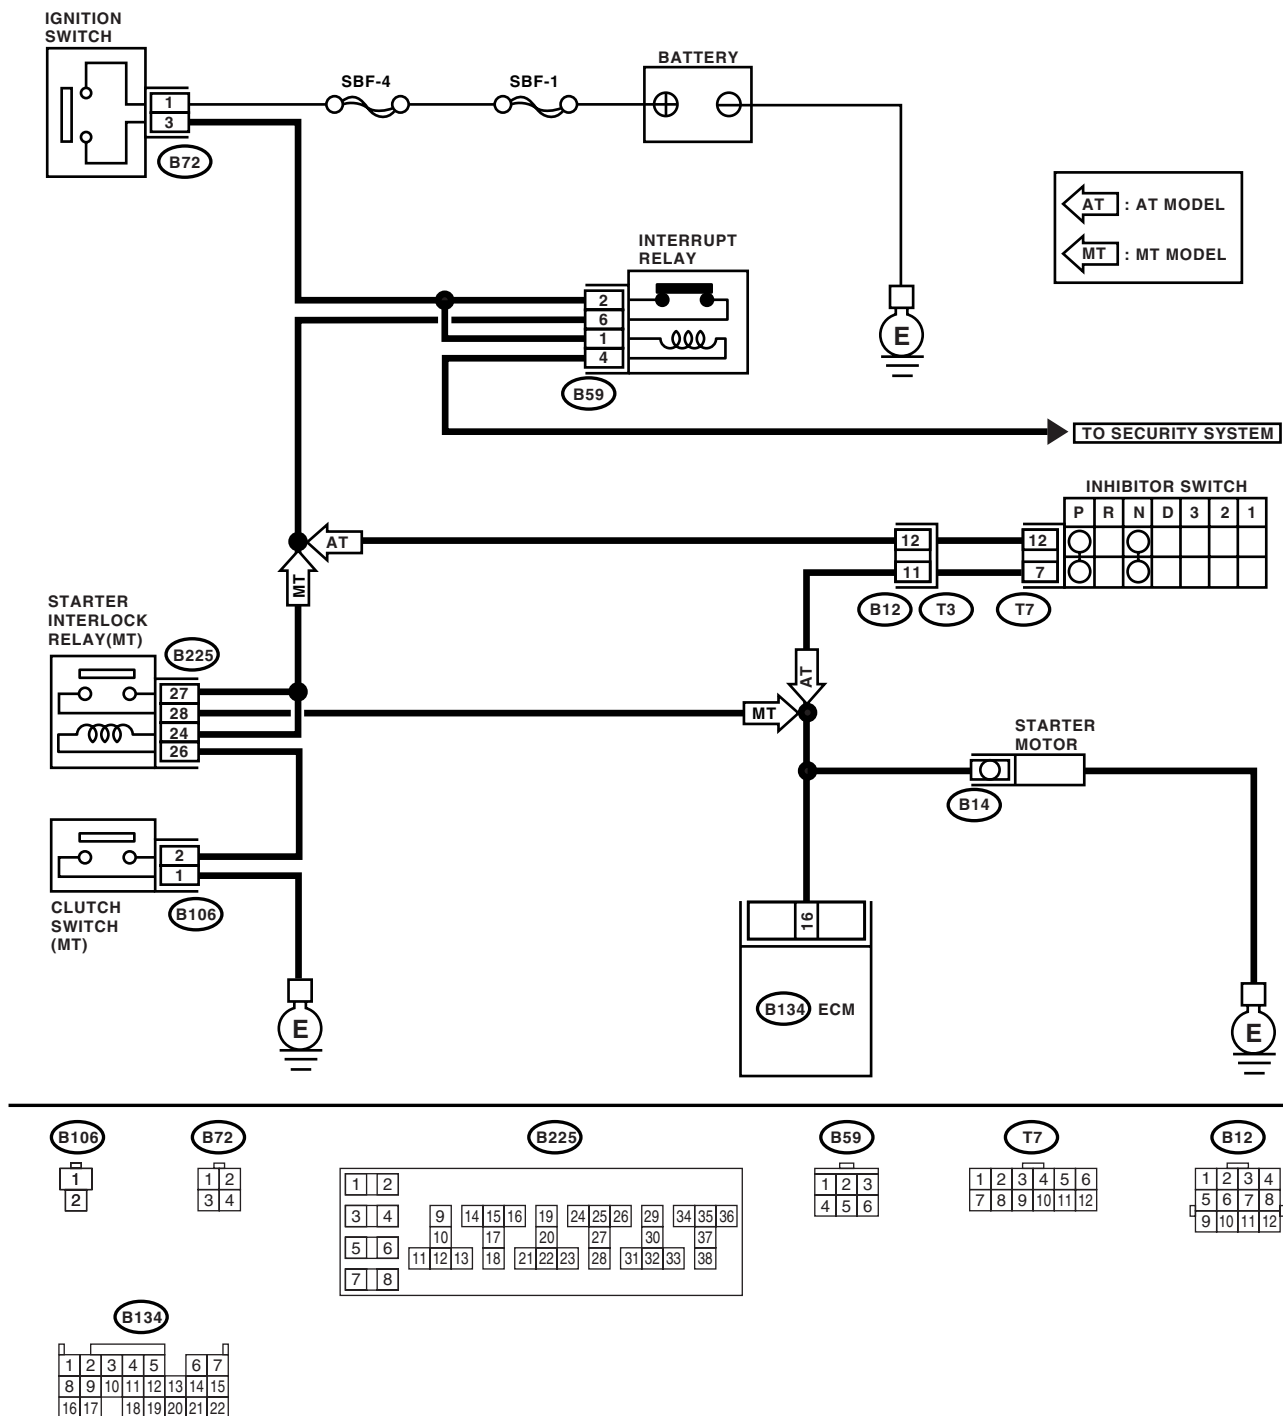 IGNITION
SWITCH
SBF-4
SBF-1
BATTERY
1
3
B72
AT : AT MODEL
MT : MT MODEL
INTERRUPT
RELAY
2
6
1
4
B59
E
TO SECURITY SYSTEM
INHIBITOR SWITCH
P R N D 3 2 1
AT
12
12
11
7
B12
T3
T7
MT
STARTER
INTERLOCK
RELAY(MT)
B225
27
28
24
26
AT
MT
STARTER
MOTOR
B14
2
1
B106
CLUTCH
SWITCH
(MT)
16
B134 ECM
E
E
B106
B72
B225
B59
T7
B12
1
2
1 2
3 4
1 2
3 4
5 6
7 8
9 14 15 16 19 24 25 26 29 34 35 36
10 17 20 27 30 37
11 12 13 18 21 22 23 28 31 32 33 38
1 2 3
4 5 6
1 2 3 4 5 6
7 8 9 10 11 12
1 2 3 4
5 6 7 8
9 10 11 12
B134
1 2 3 4 5 6 7
8 9 10 11 12 13 14 15
16 17 18 19 20 21 22